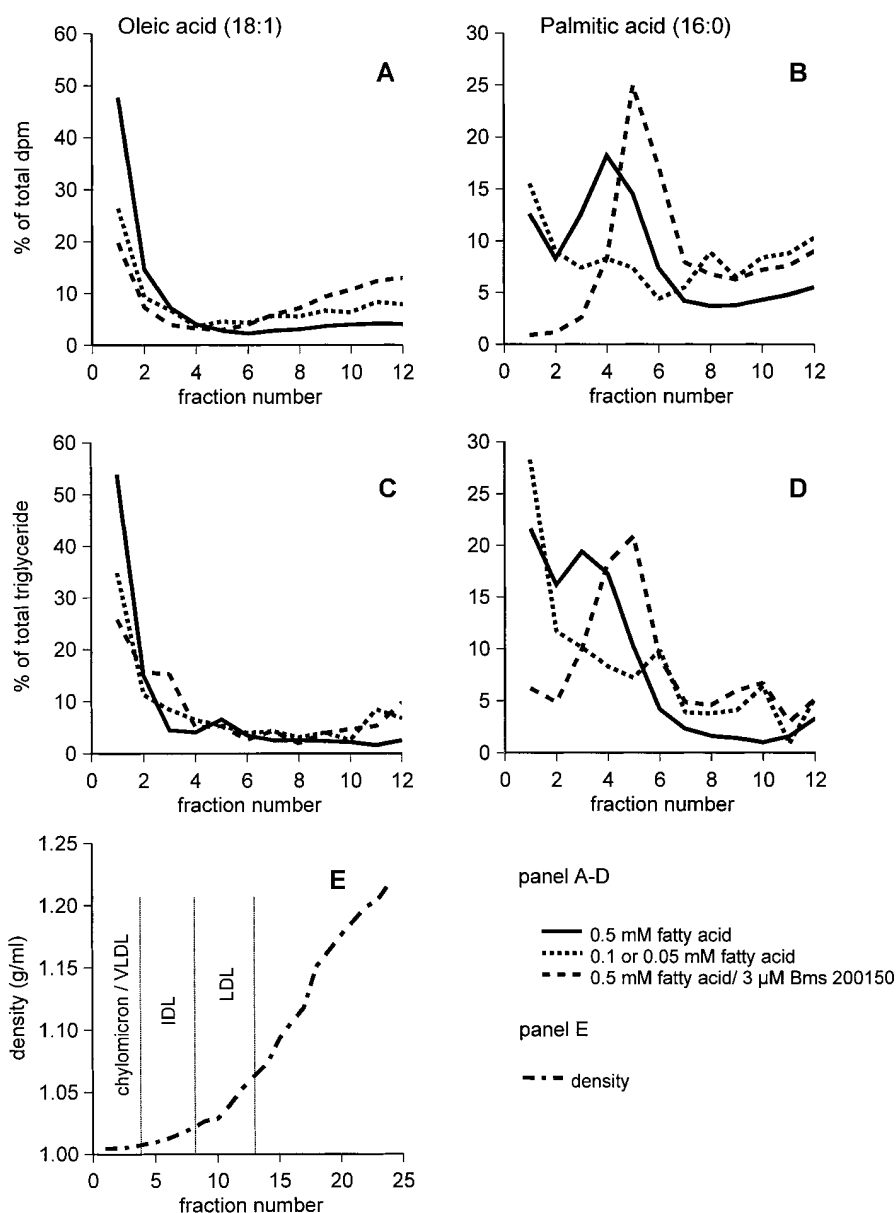 Oleic acid (18:1)
Palmitic acid (16:0)
A
% of total dpm
60
50
40
30
20
10
0
0 2 4 6 8 10 12
fraction number
B
30
25
20
15
10
5
0
0 2 4 6 8 10 12
fraction number
C
% of total triglyceride
60
50
40
30
20
10
0
0 2 4 6 8 10 12
fraction number
D
30
25
20
15
10
5
0
0 2 4 6 8 10 12
fraction number
E
density (g/ml)
1.25
1.20
1.15
1.10
1.05
1.00
chylomicron / VLDL
IDL
LDL
0 5 10 15 20 25
fraction number
panel A-D
0.5 mM fatty acid
0.1 or 0.05 mM fatty acid
0.5 mM fatty acid/ 3 µM Bms 200150
panel E
density